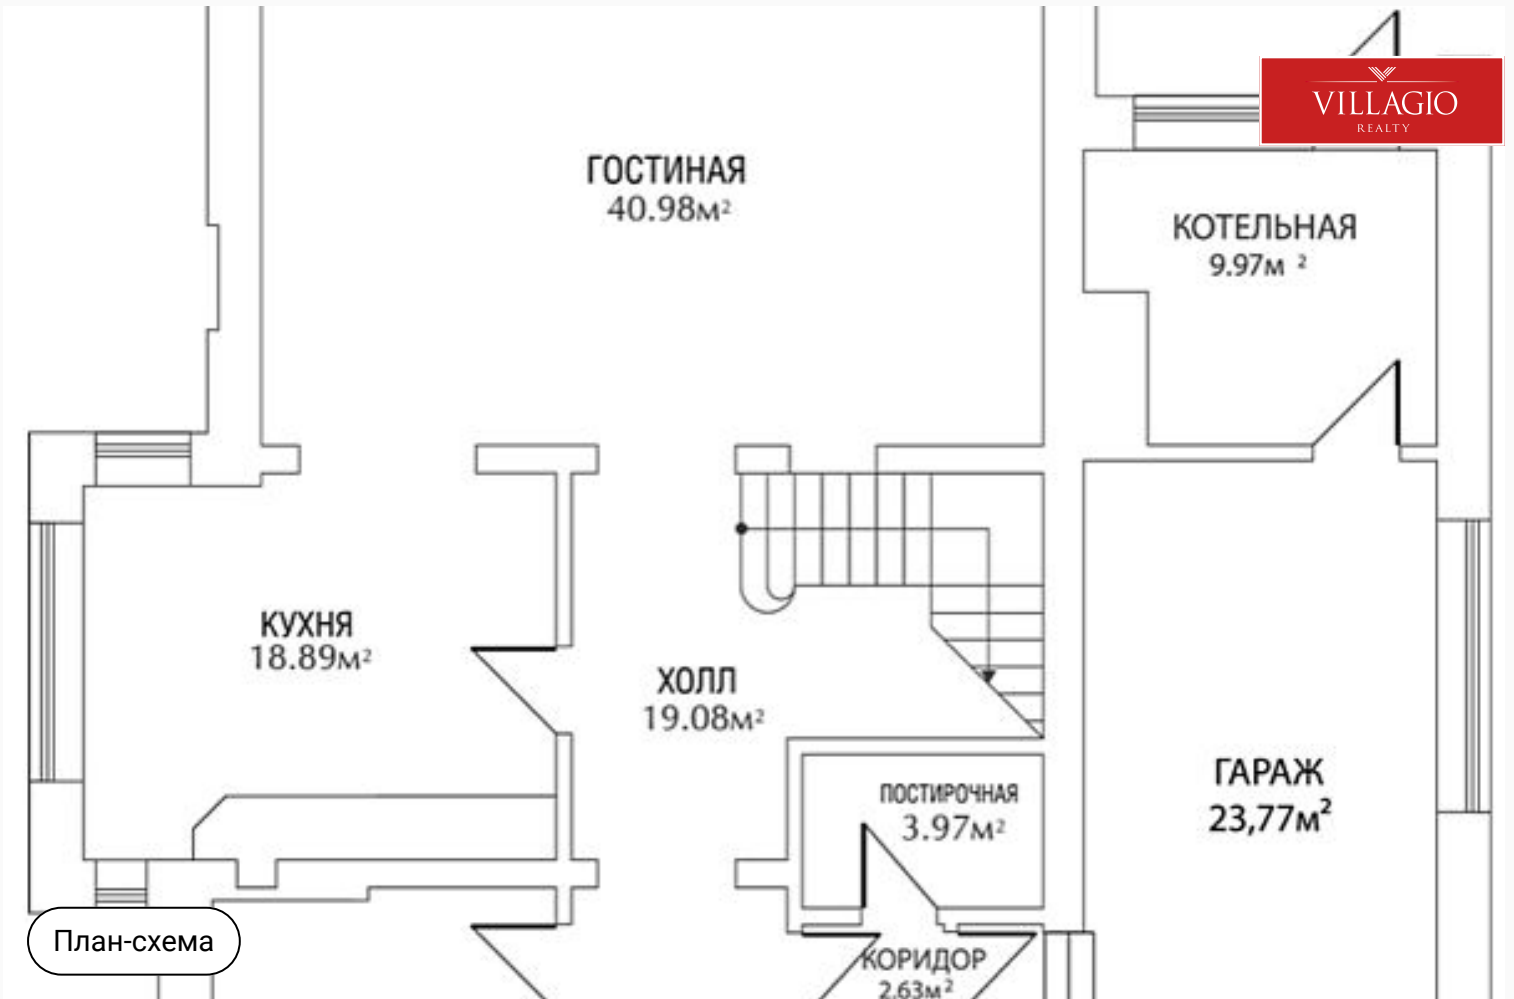 VILLAGIO
REALTY
ГОСТИНАЯ
40.98м²
КОТЕЛЬНАЯ
9.97м ²
КУХНЯ
18.89м²
ХОЛЛ
19.08м²
ПОСТИРОЧНАЯ
3.97м²
ГАРАЖ
23,77м²
КОРИДОР
2.63м²
План-схема